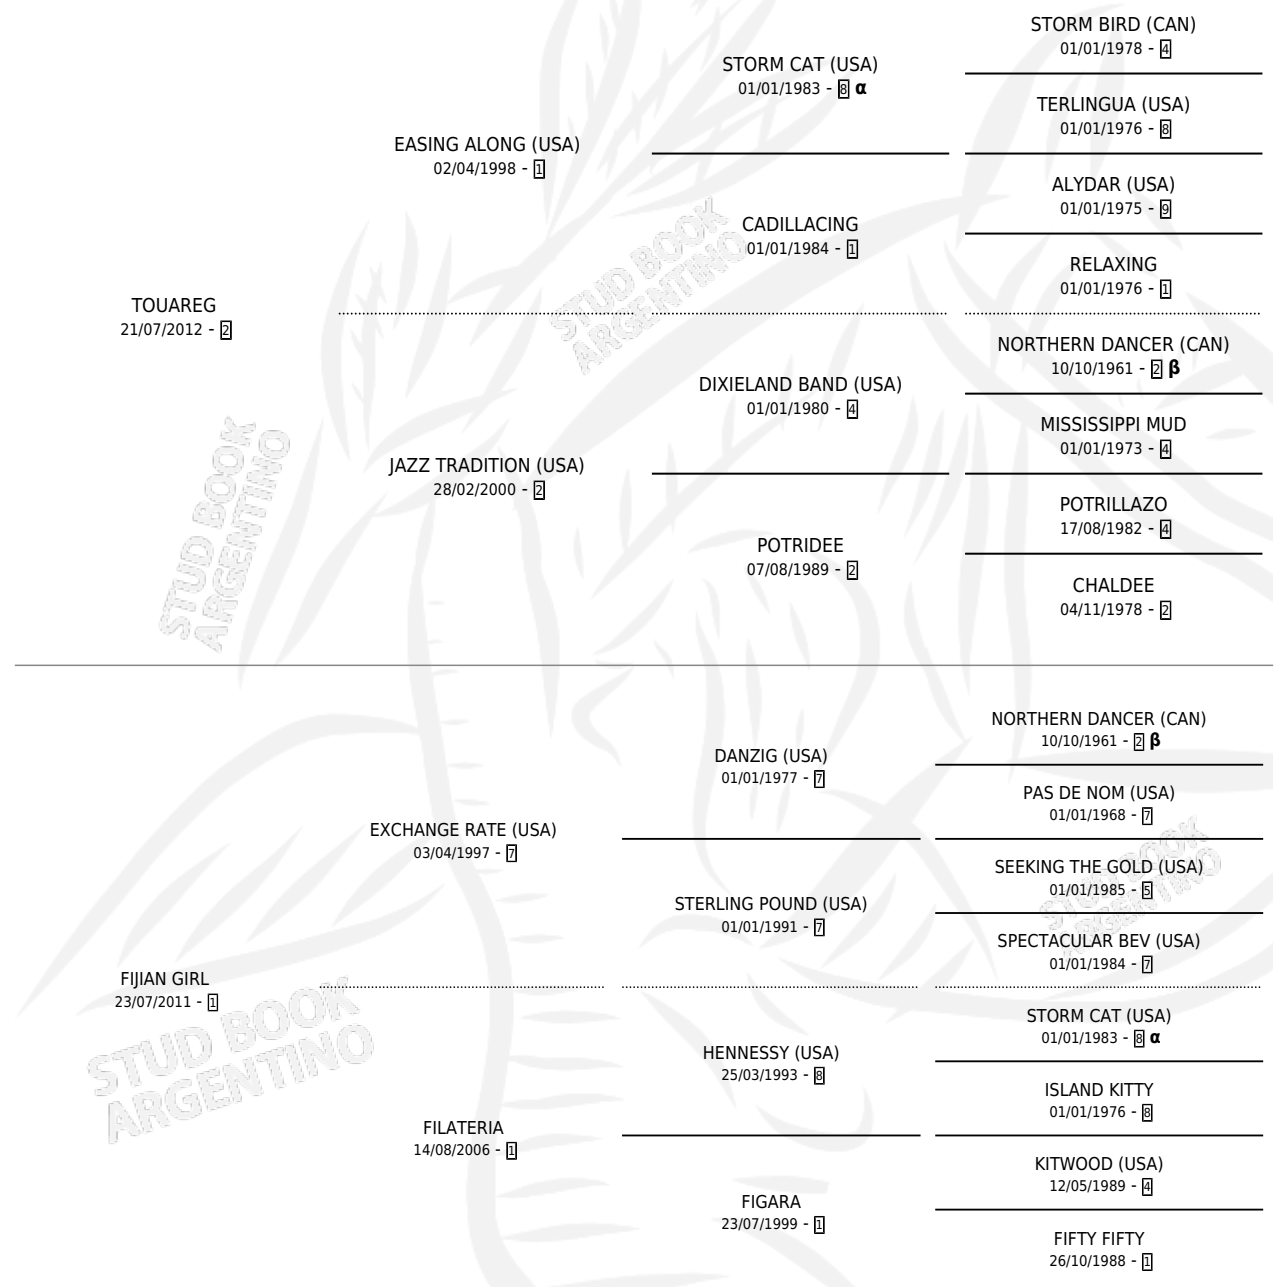 STORM BIRD (CAN)
01/01/1978 - 4
STORM CAT (USA)
01/01/1983 - 8 α
TERLINGUA (USA)
01/01/1976 - 8
EASING ALONG (USA)
02/04/1998 - 1
ALYDAR (USA)
01/01/1975 - 9
CADILLACING
01/01/1984 - 1
RELAXING
01/01/1976 - 1
TOUAREG
21/07/2012 - 2
NORTHERN DANCER (CAN)
10/10/1961 - 2 β
DIXIELAND BAND (USA)
01/01/1980 - 4
MISSISSIPPI MUD
01/01/1973 - 4
JAZZ TRADITION (USA)
28/02/2000 - 2
POTRILLAZO
17/08/1982 - 4
POTRIDEE
07/08/1989 - 2
CHALDEE
04/11/1978 - 2
STUD BOOK
ARGENTINO
STUD BOOK
ARGENTINO
NORTHERN DANCER (CAN)
10/10/1961 - 2 β
DANZIG (USA)
01/01/1977 - 7
PAS DE NOM (USA)
01/01/1968 - 7
EXCHANGE RATE (USA)
03/04/1997 - 7
SEEKING THE GOLD (USA)
01/01/1985 - 5
STERLING POUND (USA)
01/01/1991 - 7
SPECTACULAR BEV (USA)
01/01/1984 - 7
FIJIAN GIRL
23/07/2011 - 1
STORM CAT (USA)
01/01/1983 - 8 α
HENNESSY (USA)
25/03/1993 - 8
ISLAND KITTY
01/01/1976 - 8
FILATERIA
14/08/2006 - 1
KITWOOD (USA)
12/05/1989 - 4
FIGARA
23/07/1999 - 1
FIFTY FIFTY
26/10/1988 - 1
STUD BOOK
ARGENTINO
STUD BOOK
ARGENTINO